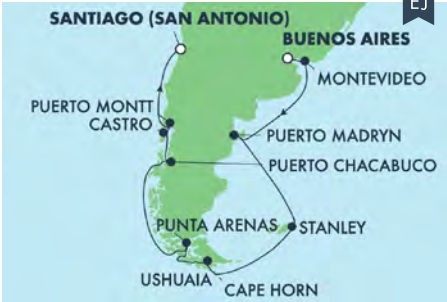 EJ
SANTIAGO (SAN ANTONIO)
BUENOS AIRES
MONTEVIDEO
PUERTO MONTT
CASTRO
PUERTO MADRYN
PUERTO CHACABUCO
PUNTA ARENAS
STANLEY
USHUAIA
CAPE HORN